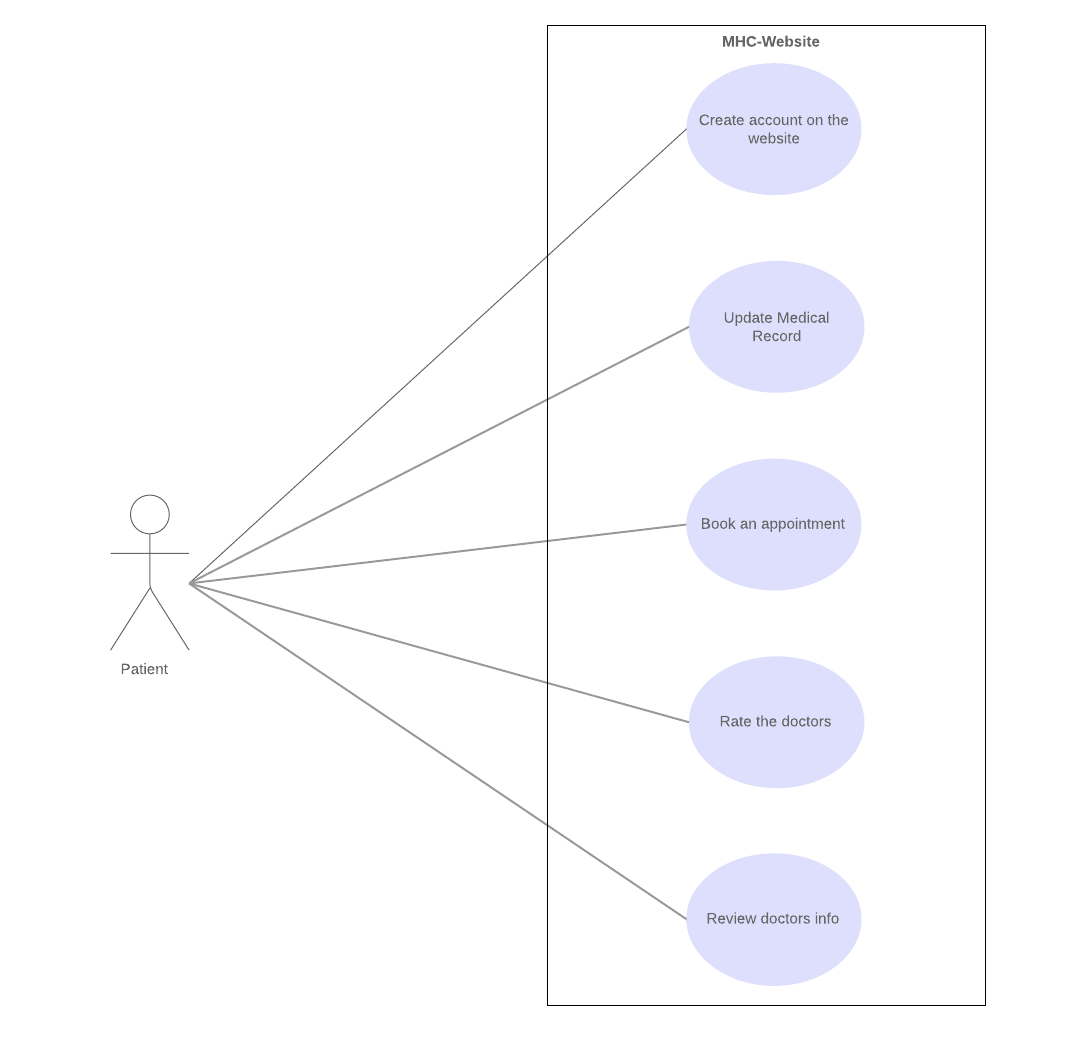 MHC-Website
Create account on the
website
Update Medical
Record
Book an appointment
Patient
Rate the doctors
Review doctors info